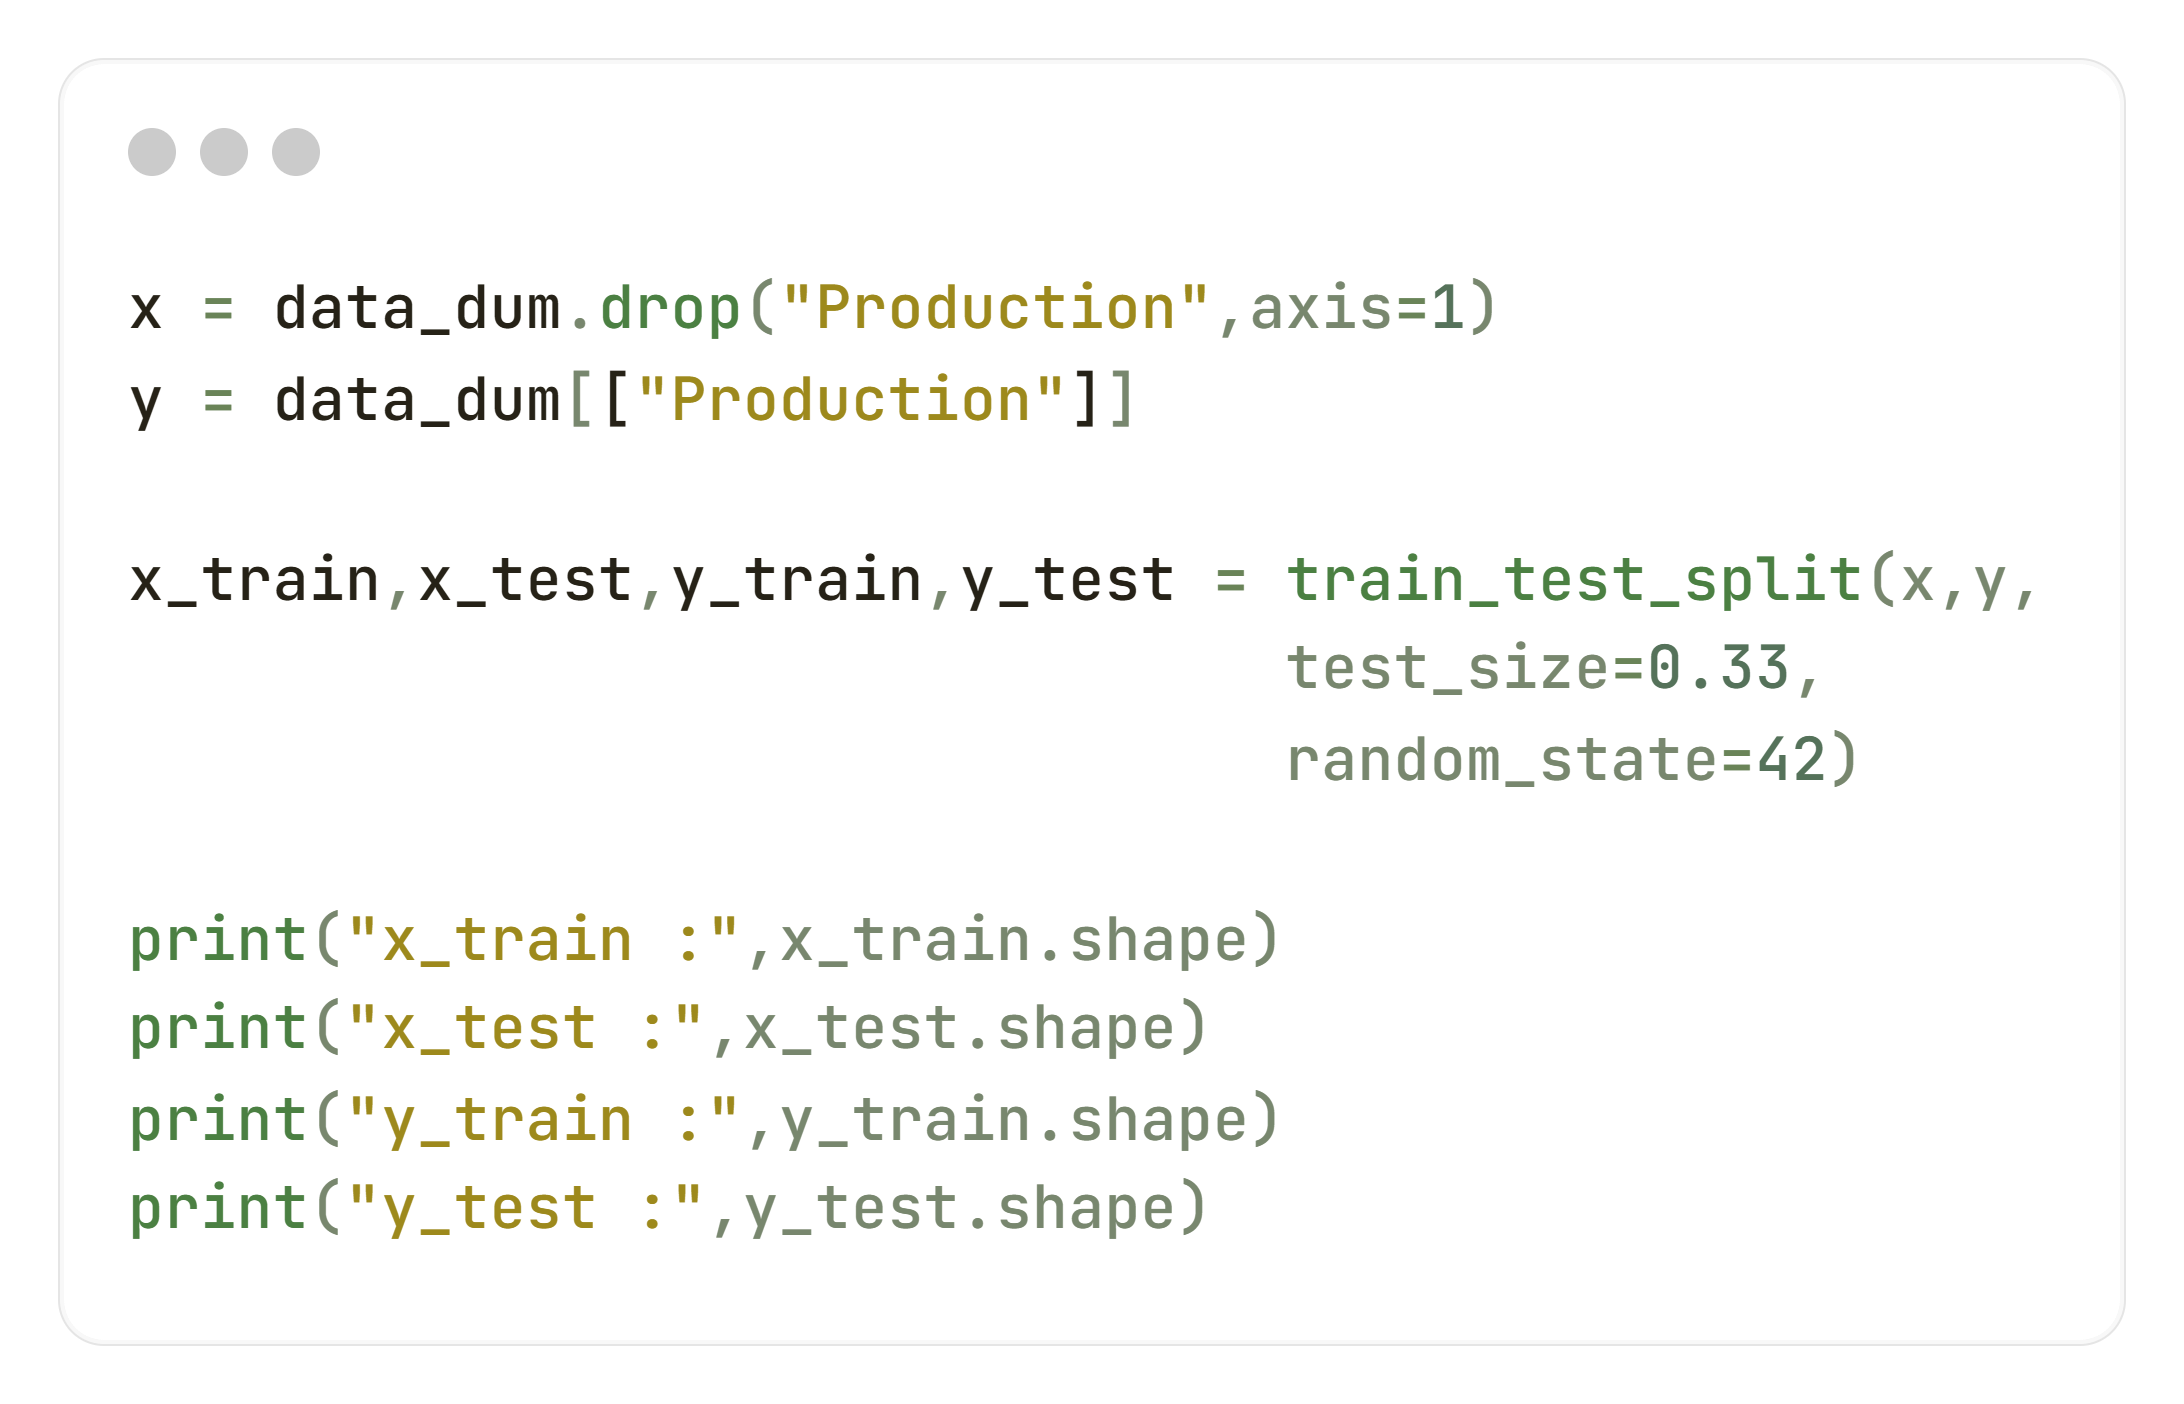 x = data_dum.drop("Production",axis=1)
y = data_dum[["Production"]]
x_train,x_test,y_train,y_test = train_test_split(x,y,
test_size=0.33,
random_state=42)
print("x_train :",x_train.shape)
print("x_test :",x_test.shape)
print("y_train :",y_train.shape)
print("y_test :",y_test.shape)